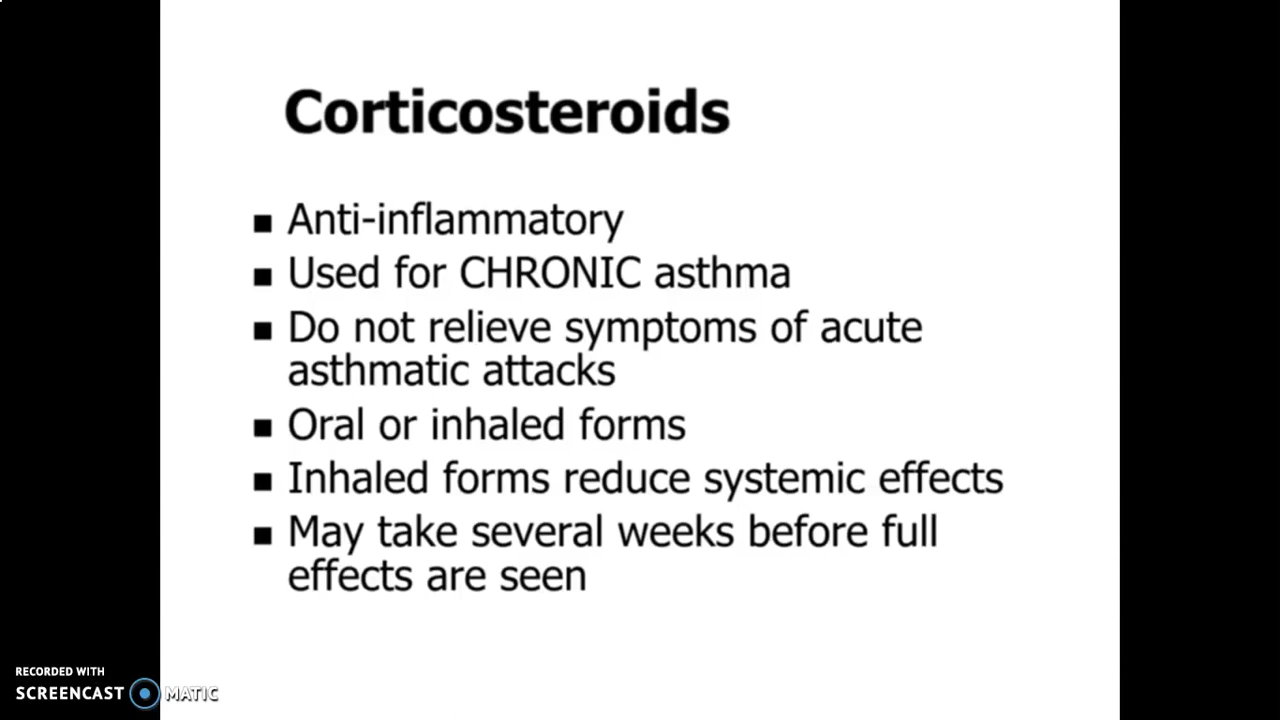 Corticosteroids
■ Anti-inflammatory
■ Used for CHRONIC asthma
■ Do not relieve symptoms of acute
asthmatic attacks
■ Oral or inhaled forms
■ Inhaled forms reduce systemic effects
■ May take several weeks before full
effects are seen
RECORDED WITH
SCREENCAST MATIC